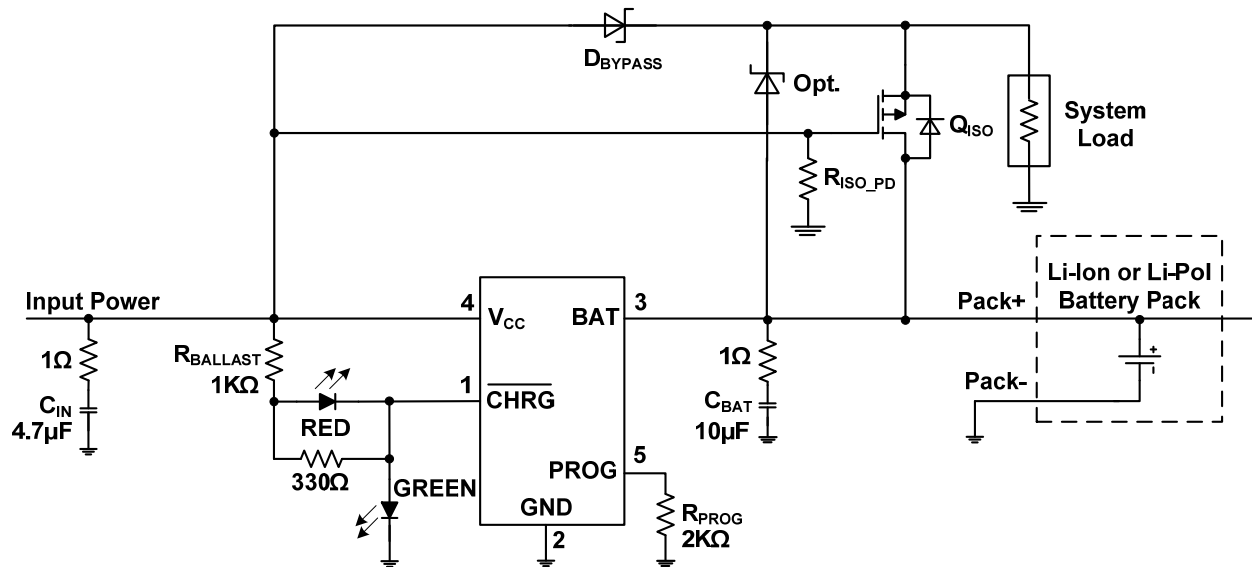 DBYPASS
Opt.
QISO
System
Load
RISO_PD
Li-Ion or Li-Pol
Battery Pack
Input Power
4
3
Pack+
VCC
BAT
1Ω
RBALLAST
1KΩ
1
CHRG
1Ω
Pack-
CIN
4.7µF
RED
CBAT
10µF
+
-
330Ω
GREEN
PROG
5
GND
2
RPROG
2KΩ